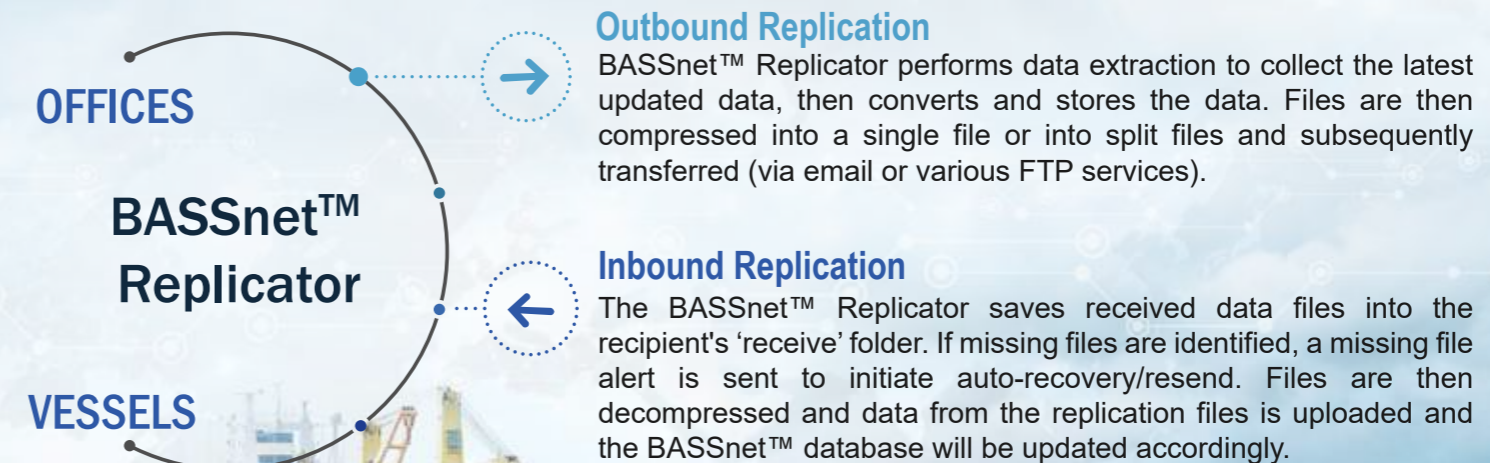 OFFICES
BASSnet™
Replicator
VESSELS
Outbound Replication
BASSnet™ Replicator performs data extraction to collect the latest
updated data, then converts and stores the data. Files are then
compressed into a single file or into split files and subsequently
transferred (via email or various FTP services).
Inbound Replication
The BASSnet™ Replicator saves received data files into the
recipient's ‘receive’ folder. If missing files are identified, a missing file
alert is sent to initiate auto-recovery/resend. Files are then
decompressed and data from the replication files is uploaded and
the BASSnet™ database will be updated accordingly.